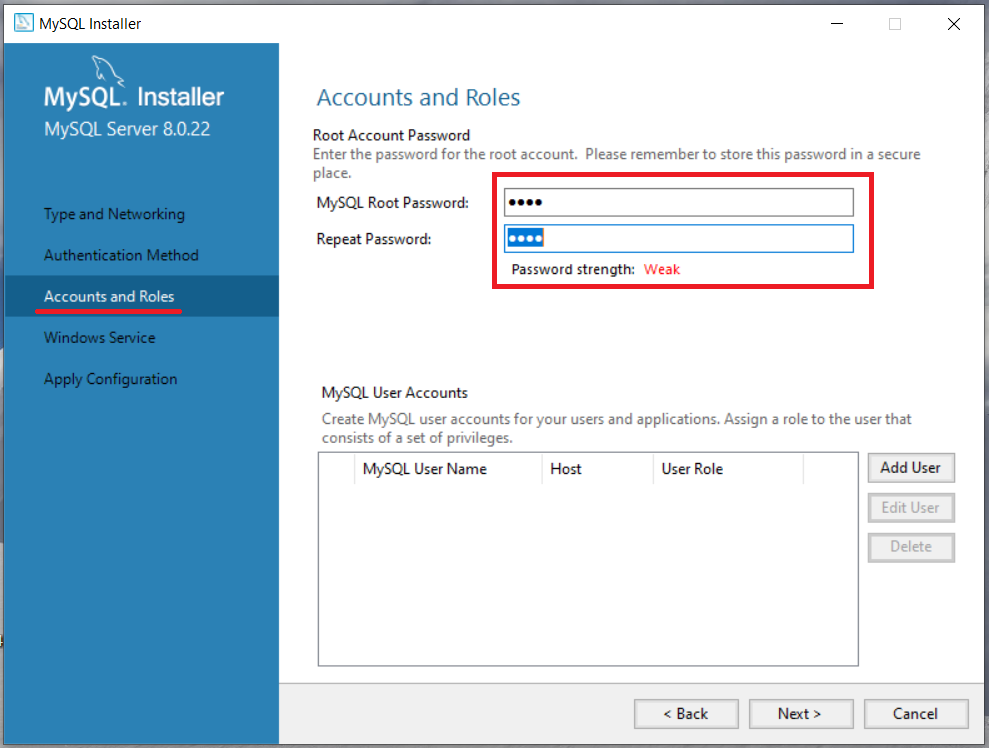 MySQL Installer
MySQL. Installer
MySQL Server 8.0.22
Type and Networking
Authentication Method
Accounts and Roles
Windows Service
Apply Configuration
Accounts and Roles
Root Account Password
Enter the password for the root account.  Please remember to store this password in a secure
place.
MySQL Root Password: ●●●●
Repeat Password: ●●●●
Password strength: Weak
MySQL User Accounts
Create MySQL user accounts for your users and applications. Assign a role to the user that
consists of a set of privileges.
MySQL User Name Host User Role
Add User
Edit User
Delete
< Back Next > Cancel